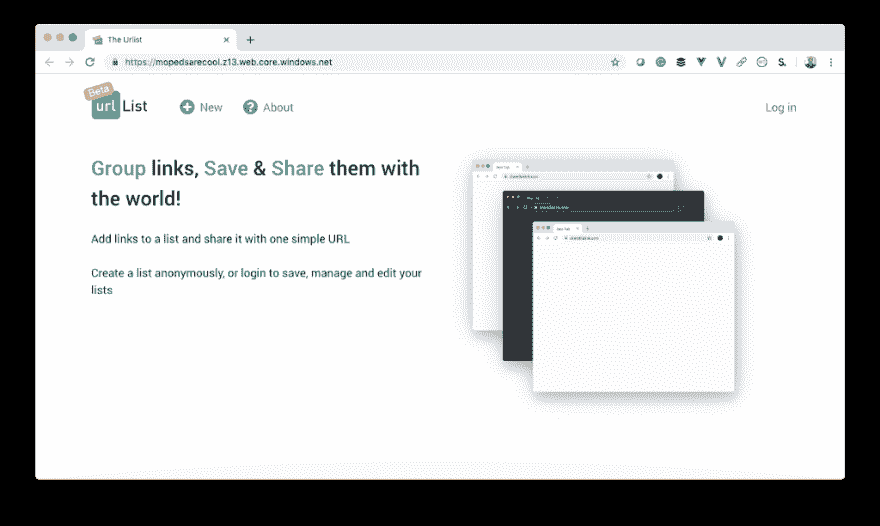 The Urlist
https://mopedsarecool.z13.web.core.windows.net
Beta
url List
New
About
Log in
Group links, Save & Share them with
the world!
Add links to a list and share it with one simple URL
Create a list anonymously, or login to save, manage and edit your
lists